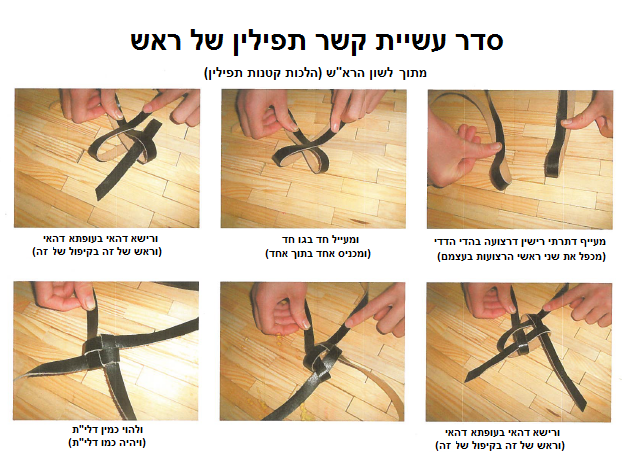 סדר עשיית קשר תפילין של ראש
מתוך לשון הרא"ש (הלכות קטנות תפילין)
מעייף דתרתי רישין דרצועה בהדי הדדי
(מכפל את שני ראשי הרצועות בעצמם)
ומעייל חד בגו חד
(ומכניס אחד בתוך אחד)
ורישא דהאי בעופתא דהאי
(וראש של זה בקיפול של זה)
ורישא דהאי בעופתא דהאי
(וראש של זה בקיפול של זה)
ולהוי כמין דלי"ת
(ויהיה כמו דלי"ת)